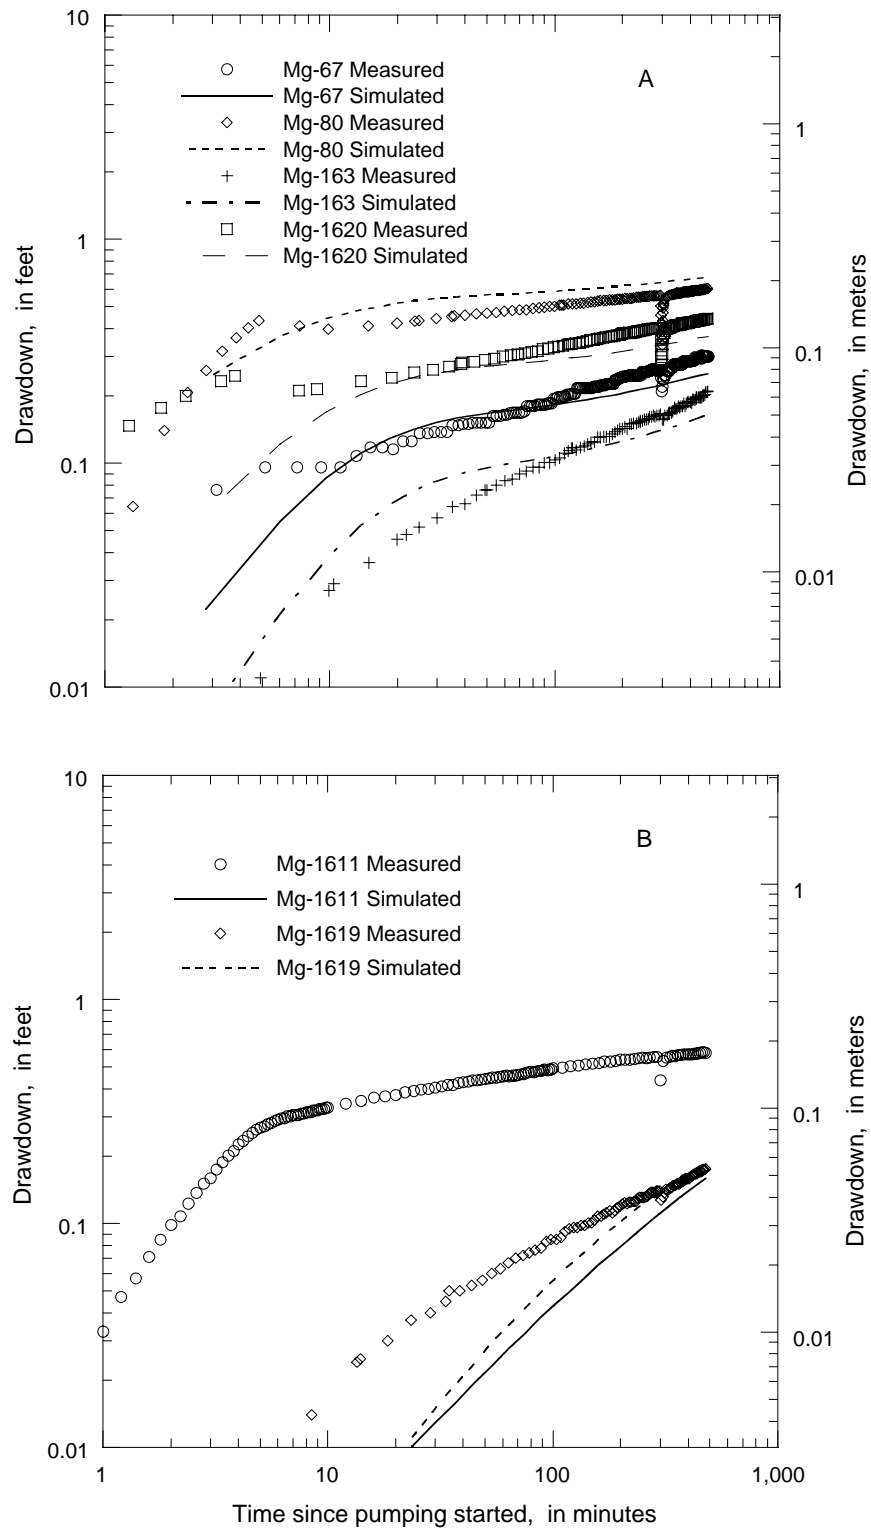 10
A
Mg-67 Measured
Mg-67 Simulated
Mg-80 Measured
Mg-80 Simulated
Mg-163 Measured
Mg-163 Simulated
Mg-1620 Measured
Mg-1620 Simulated
1
0.1
0.01
Drawdown, in feet
1
0.1
0.01
Drawdown, in meters
10
B
Mg-1611 Measured
Mg-1611 Simulated
Mg-1619 Measured
Mg-1619 Simulated
1
0.1
0.01
Drawdown, in feet
1
0.1
0.01
Drawdown, in meters
1 10 100 1,000
Time since pumping started, in minutes